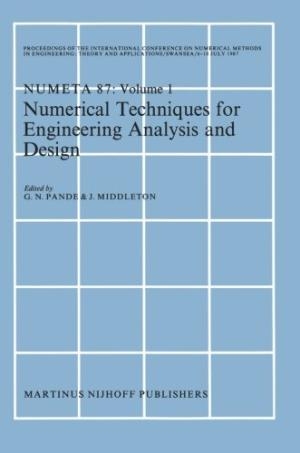 PROCEEDINGS OF THE INTERNATIONAL CONFERENCE ON NUMERICAL METHODS
IN ENGINEERING: THEORY AND APPLICATIONS/SWANSEA/6-10 JULY 1987
NUMETA 87: Volume 1
Numerical Techniques for
Engineering Analysis and
Design
Edited by
G. N. PANDE & J. MIDDLETON
MARTINUS NIJHOFF PUBLISHERS